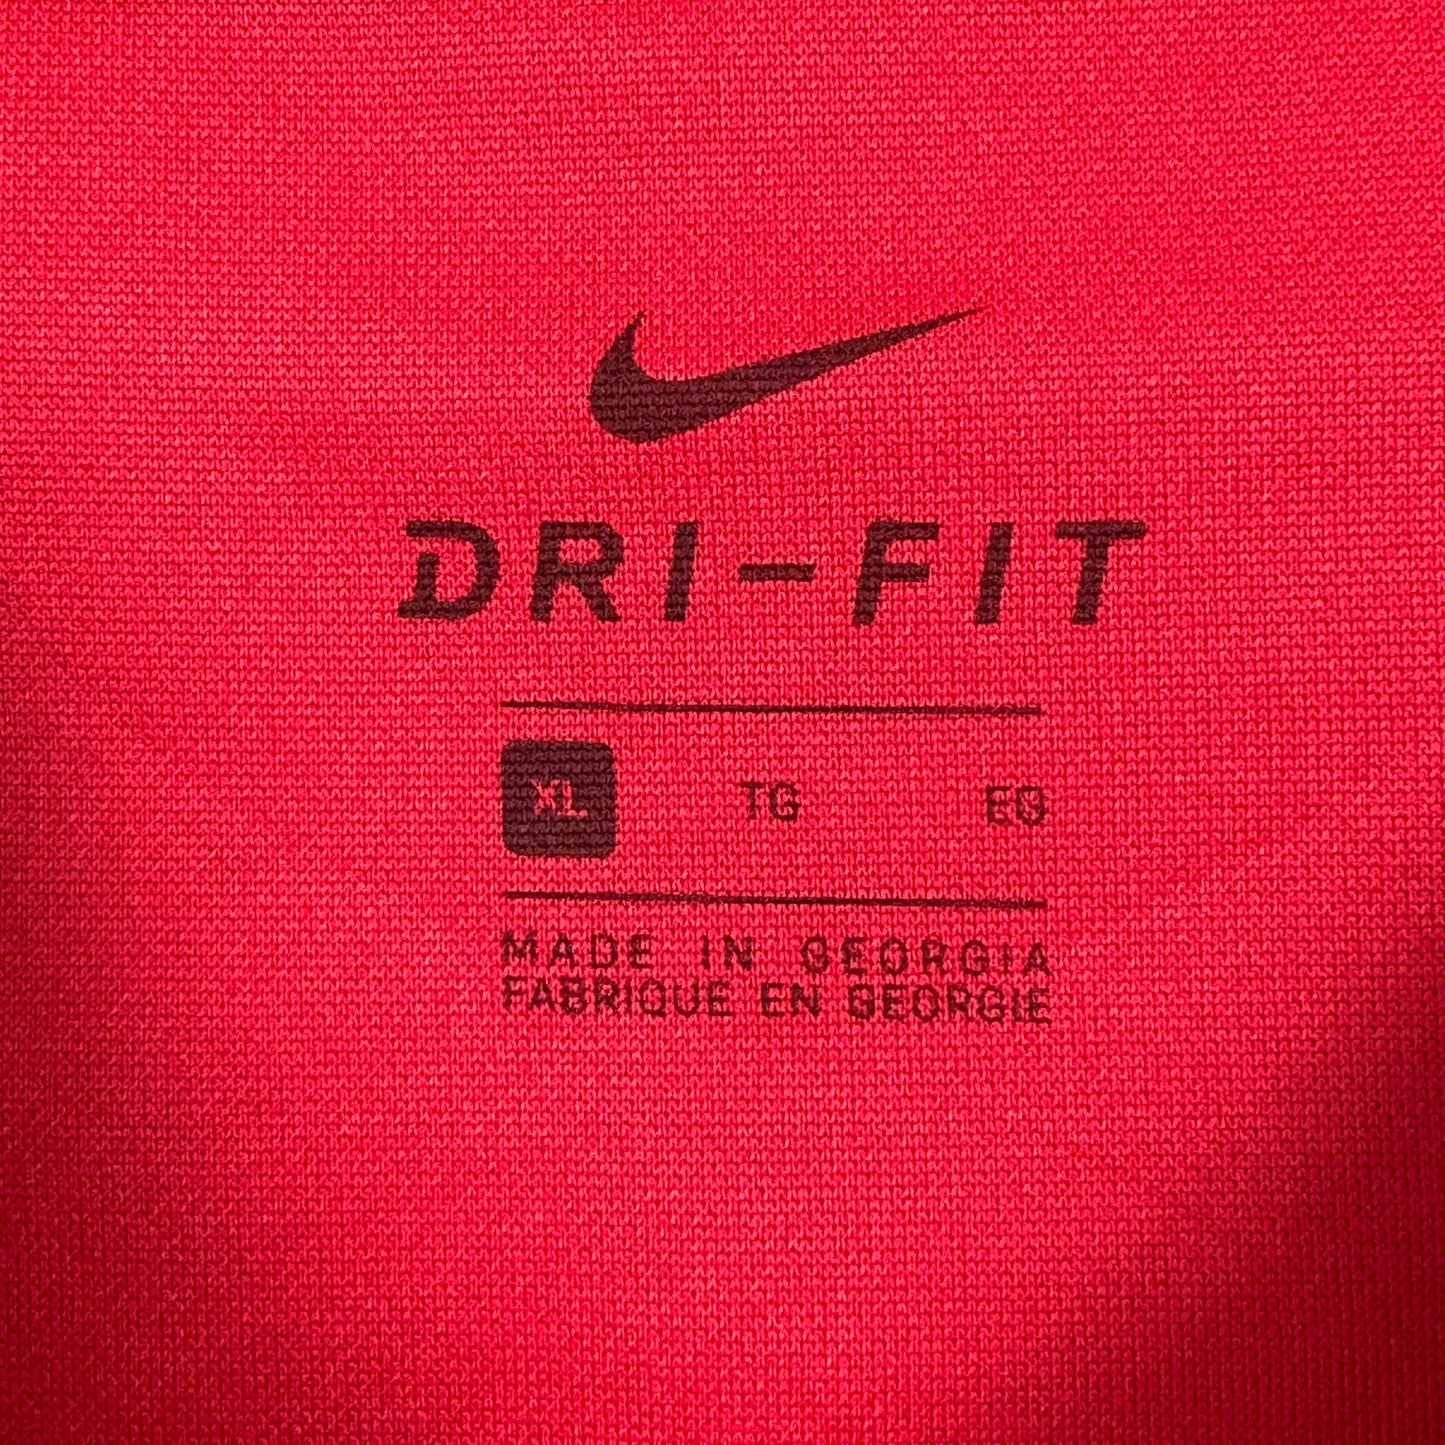 DRI-FIT
XL TG EG
MADE IN GEORGIA
FABRIQUE EN GEORGIE